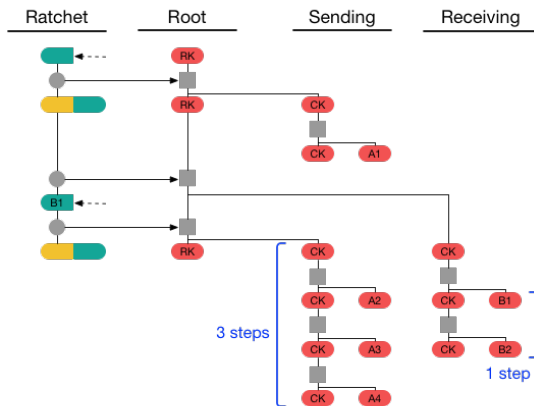 Ratchet Root Sending Receiving
RK
RK CK
CK A1
B1
RK CK CK
CK A2 CK B1
3 steps
CK A3 CK B2
1 step
CK A4